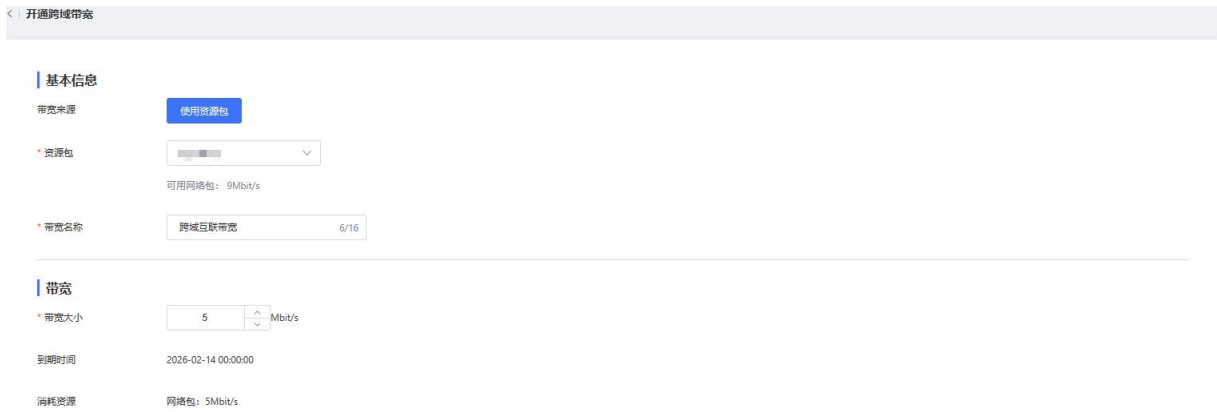 开通跨域带宽
基本信息
带宽来源 使用资源包
* 资源包
可用网络包： 9Mbit/s
* 带宽名称 跨域互联带宽 6/16
带宽
* 带宽大小 5 Mbit/s
到期时间 2026-02-14 00:00:00
消耗资源 网络包：5Mbit/s